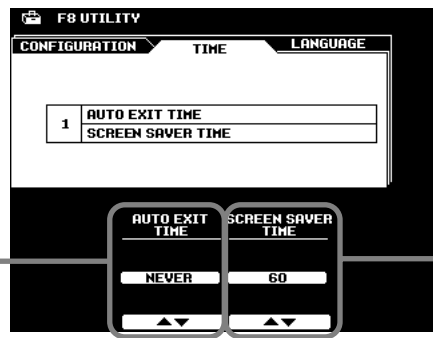 F8 UTILITY
CONFIGURATION TIME LANGUAGE
1 AUTO EXIT TIME
SCREEN SAVER TIME
AUTO EXIT TIME
SCREEN SAVER TIME
NEVER 60
▲▼ ▲▼